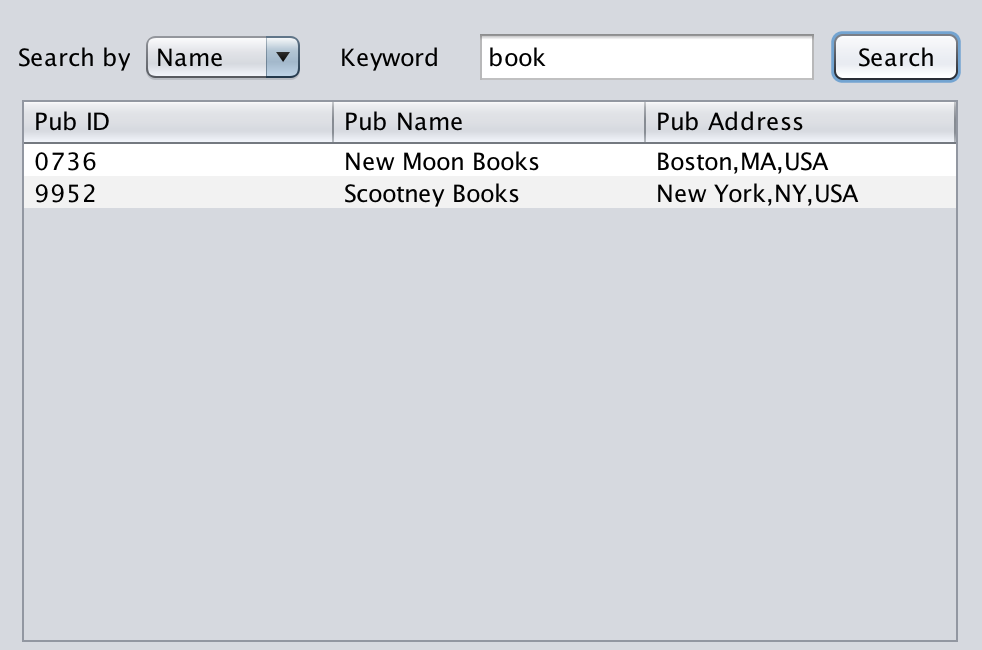 Search by Name Keyword book Search
Pub ID Pub Name Pub Address
0736 New Moon Books Boston,MA,USA
9952 Scootney Books New York,NY,USA